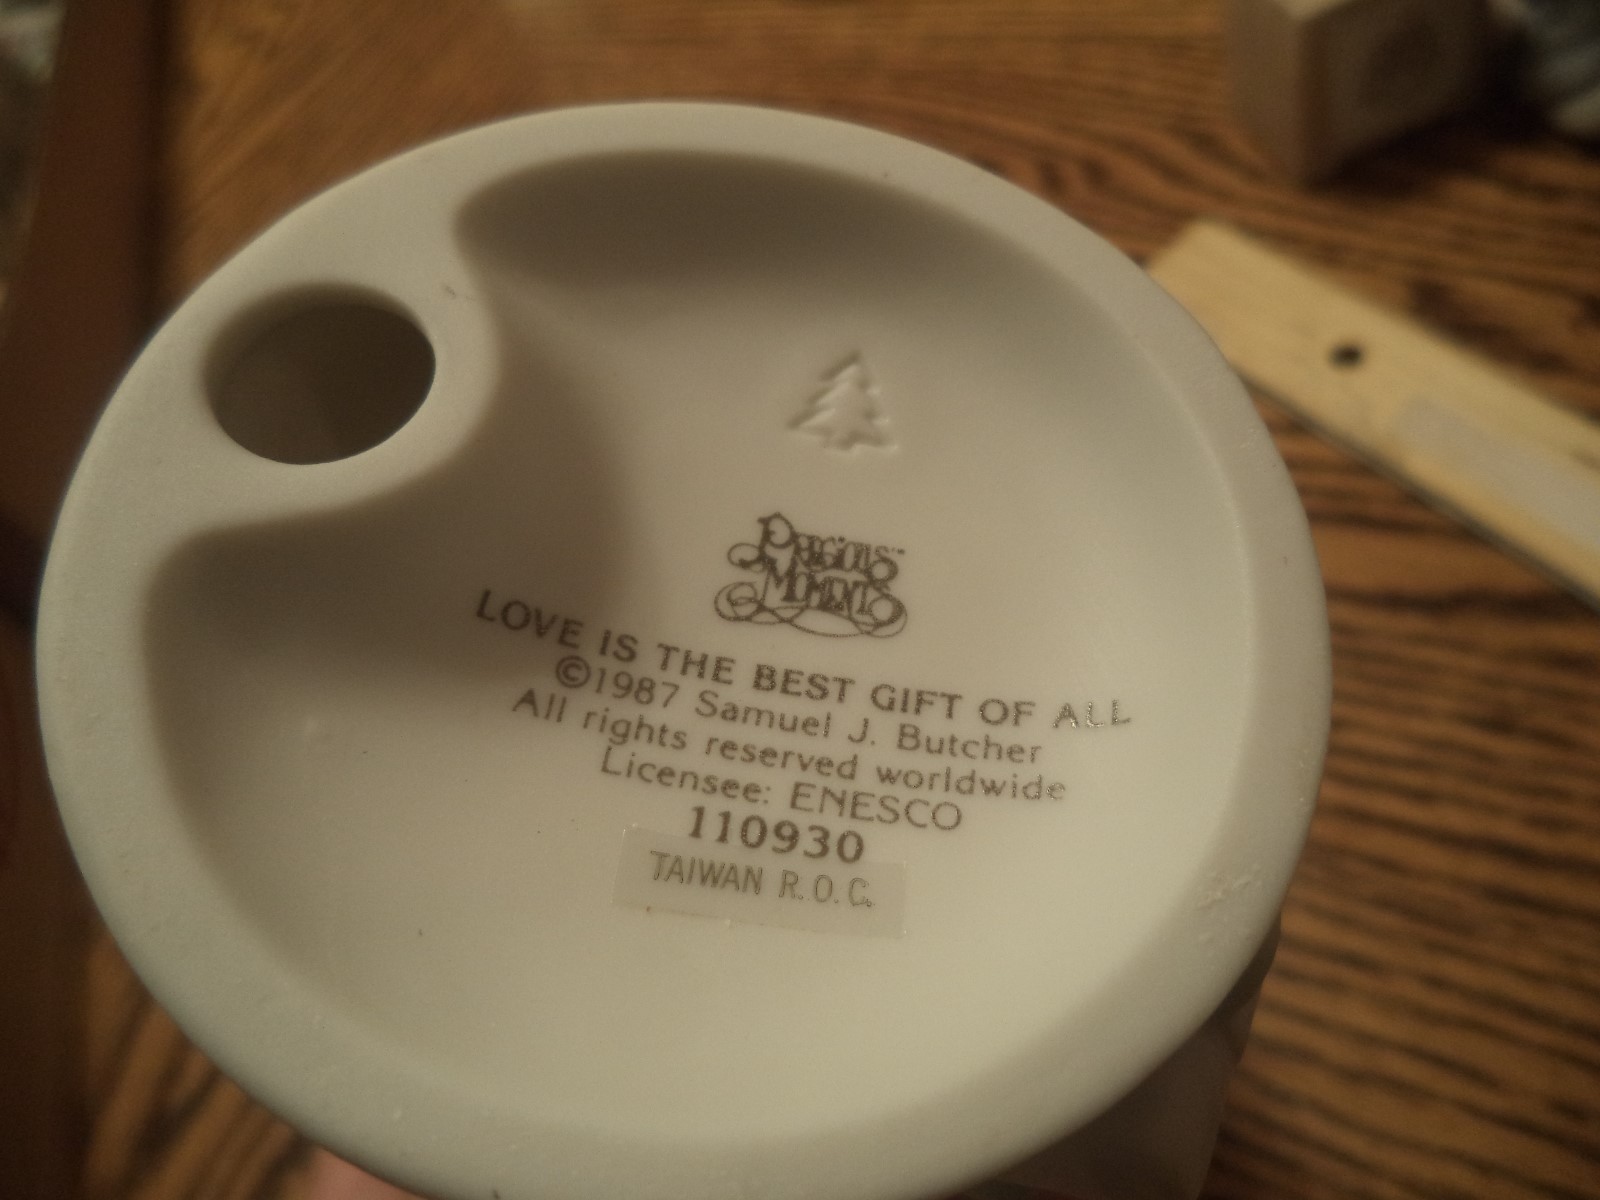 PRECIOUS™
MOMENTS
LOVE IS THE BEST GIFT OF ALL
©1987 Samuel J. Butcher
All rights reserved worldwide
Licensee: ENESCO
110930
TAIWAN R.O.C.